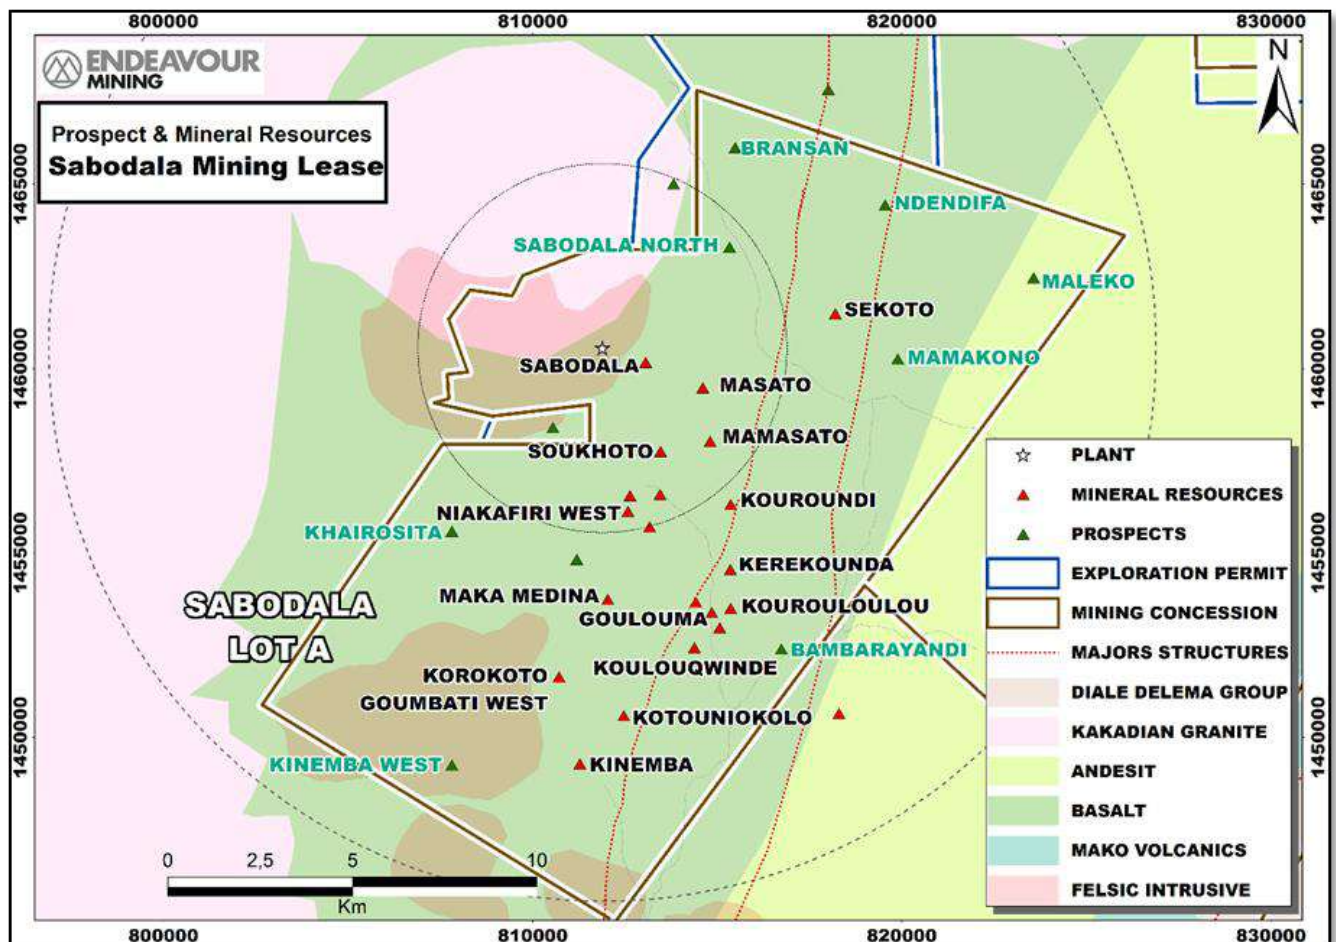 800000 810000 820000 830000
ENDEAVOUR
MINING
N
Prospect & Mineral Resources
Sabodala Mining Lease
1465000
1460000
1455000
1450000
1465000
1460000
1455000
1450000
BRANSAN
NDENDIFA
SABODALA NORTH
MALEKO
SEKOTO
MAMAKONO
SABODALA
MASATO
MAMASATO
SOUKHOTO
KOUROUNDI
NIAKAFIRI WEST
KHAIROSITA
KEREKOUNDA
MAKA MEDINA
KOUROULOULOU
GOULOUMA
SABODALA
LOT A
BAMBARAYANDI
KOULOUQWINDE
KOROKOTO
GOUMBATI WEST
KOTOUNIOKOLO
KINEMBA WEST
KINEMBA
PLANT
MINERAL RESOURCES
PROSPECTS
EXPLORATION PERMIT
MINING CONCESSION
MAJORS STRUCTURES
DIALE DELEMA GROUP
KAKADIAN GRANITE
ANDESIT
BASALT
MAKO VOLCANICS
FELSIC INTRUSIVE
0 2,5 5 10
Km
800000 810000 820000 830000